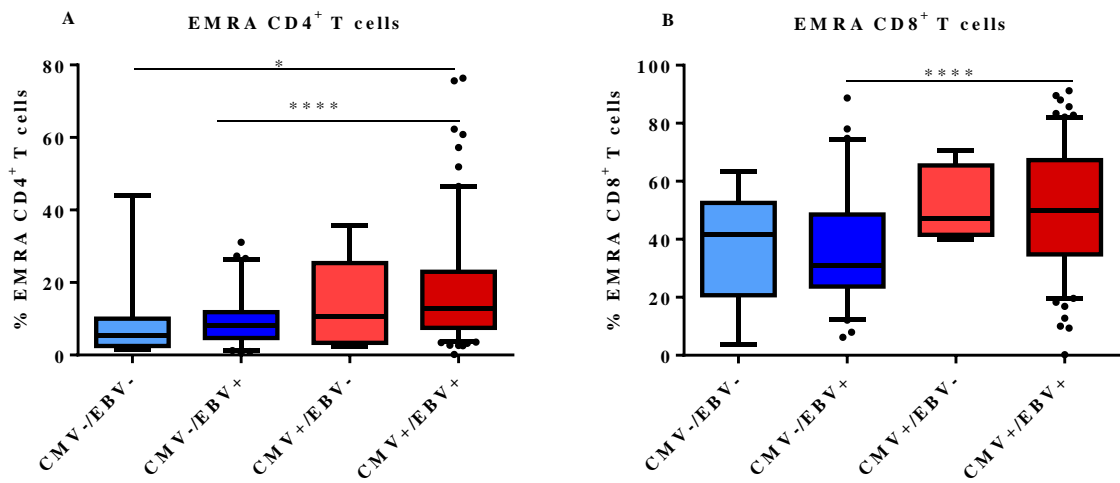 A
EMRA CD4+ T cells
*
****
80
60
40
20
0
% EMRA CD4+ T cells
CMV-/EBV-
CMV-/EBV+
CMV+/EBV-
CMV+/EBV+
B
EMRA CD8+ T cells
****
100
80
60
40
20
0
% EMRA CD8+ T cells
CMV-/EBV-
CMV-/EBV+
CMV+/EBV-
CMV+/EBV+